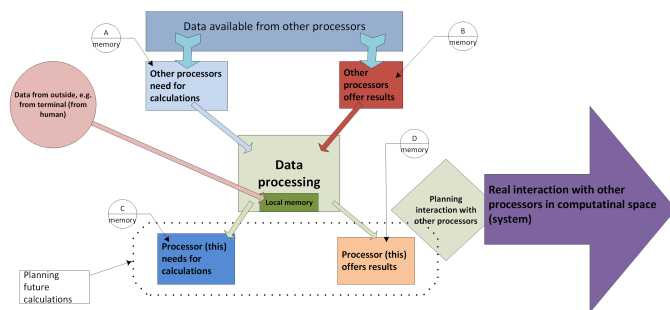 Data available from other processors
A
memory
B
memory
Other processors
need for
calculations
Other
processors
offer results
Data from outside, e.g.
from terminal (from
human)
D
memory
Data
processing
Local memory
Planning
interaction with
other processors
Real interaction with other
processors in computatinal space
(system)
C
memory
Processor (this)
needs for
calculations
Processor (this)
offers results
Planning
future
calculations